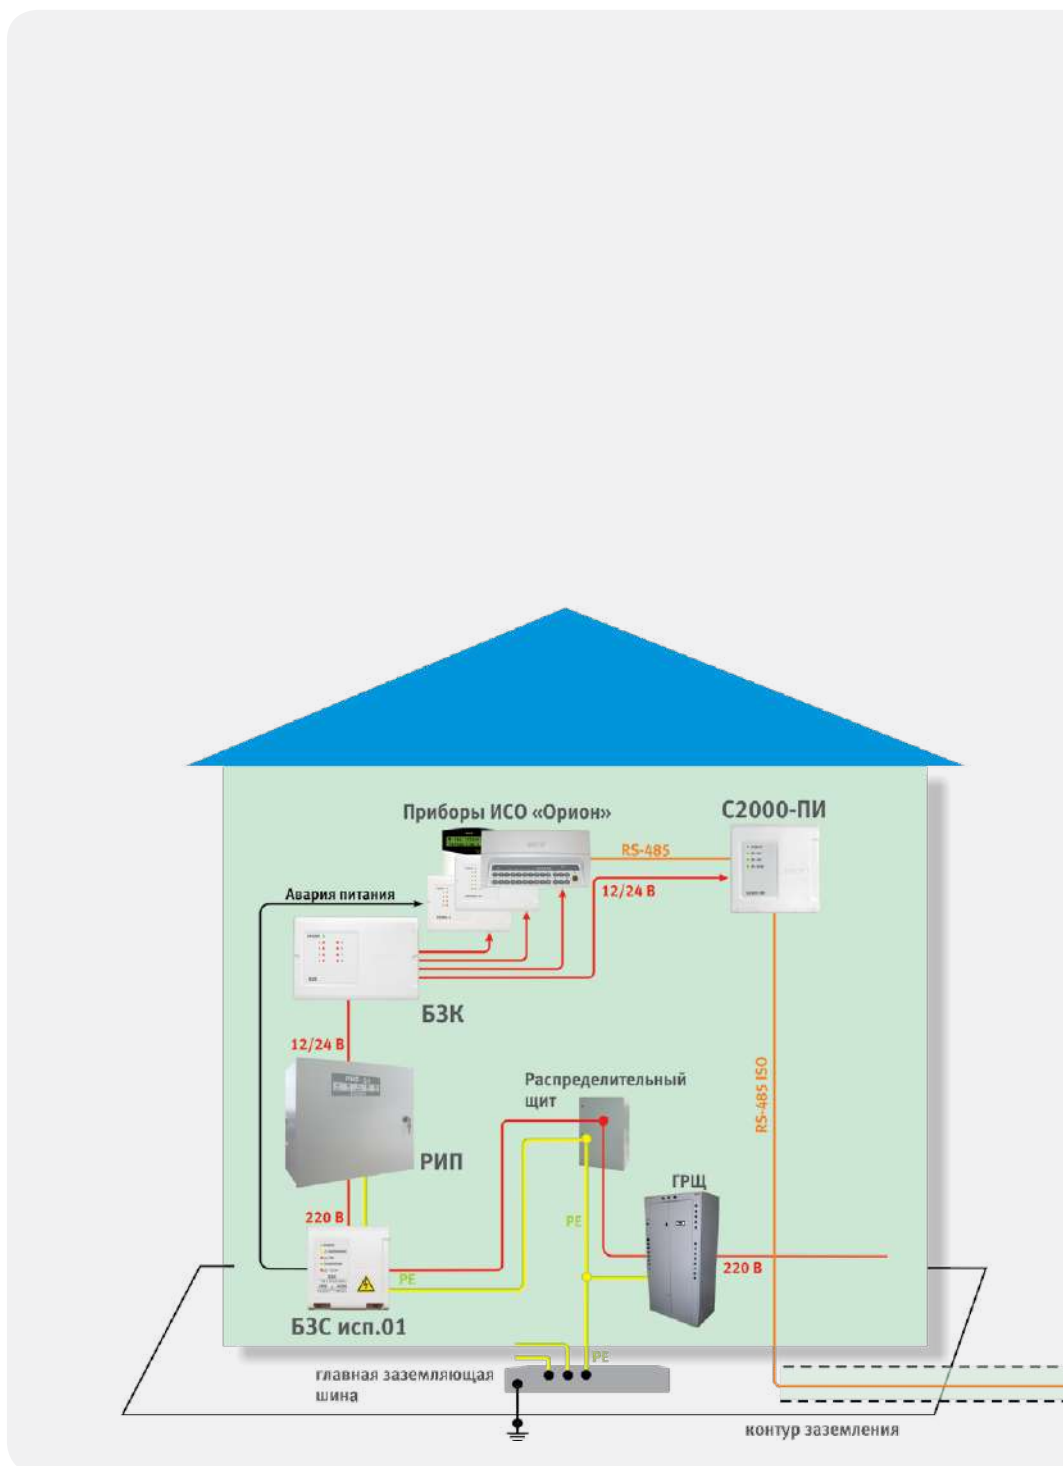 Приборы ИСО «Орион»
С2000-ПИ
RS-485
12/24 В
Авария питания
БЗК
12/24 В
RS-485 ISO
Распределительный
щит
РИП
ГРЩ
220 В
PE
220 В
PE
БЗС исп.01
PE
главная заземляющая
шина
контур заземления